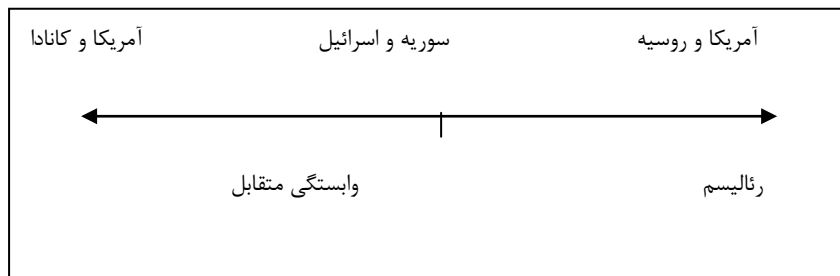 آمریکا و روسیه
سوریه و اسرائیل
آمریکا و کانادا
رئالیسم
وابستگی متقابل